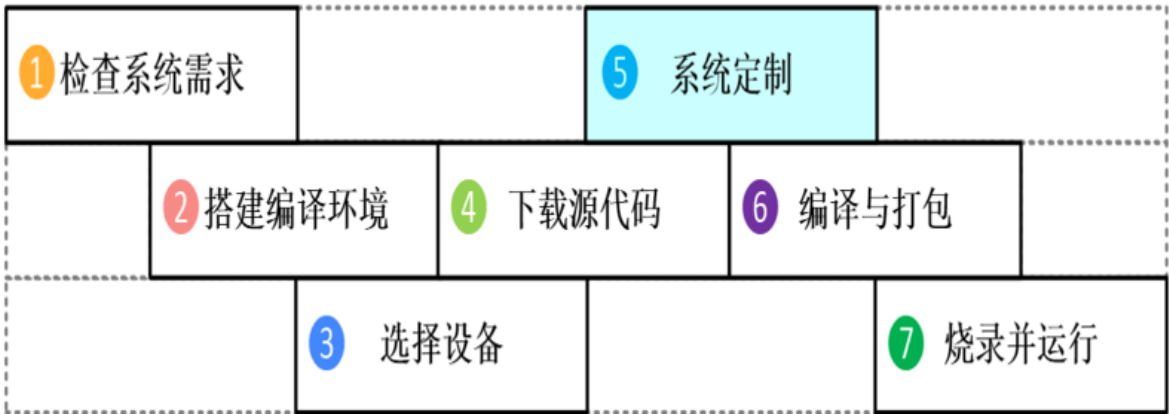 1 检查系统需求
5 系统定制
2 搭建编译环境
4 下载源代码
6 编译与打包
3 选择设备
7 烧录并运行